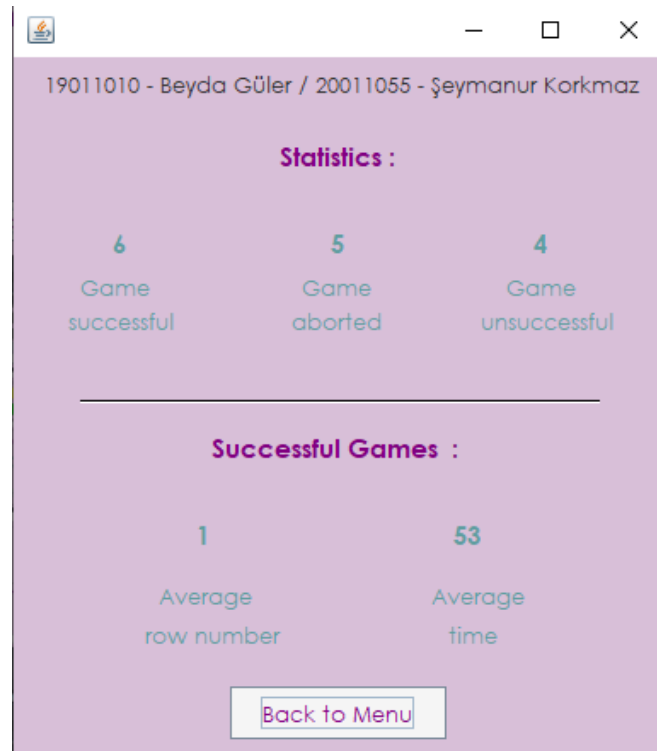 19011010 - Beyda Güler / 20011055 - Şeymanur Korkmaz
Statistics :
6 5 4
Game Game Game
successful aborted unsuccessful
Successful Games :
1 53
Average Average
row number time
Back to Menu